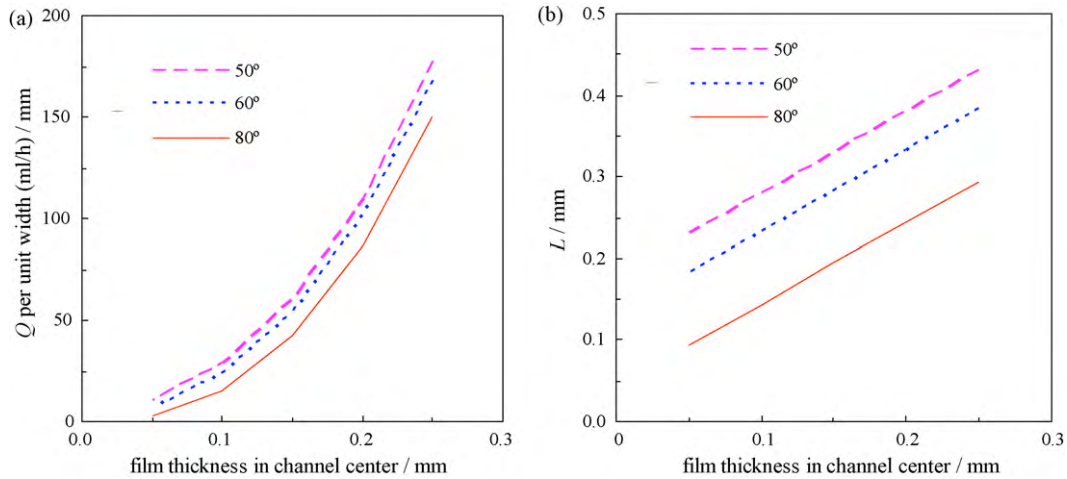 (a)
200
150
100
50
0
Q per unit width (ml/h) / mm
50º
60º
80º
0.0 0.1 0.2 0.3
film thickness in channel center / mm
(b)
0.5
0.4
0.3
0.2
0.1
0.0
L / mm
50º
60º
80º
0 0.1 0.2 0.3
film thickness in channel center / mm